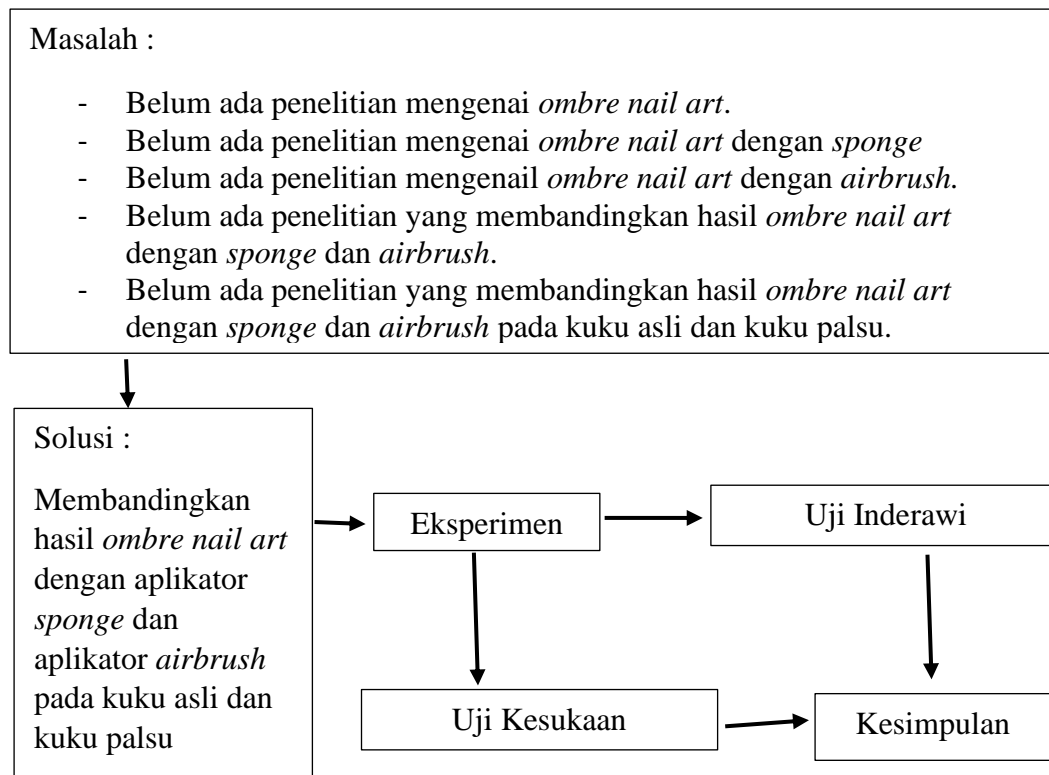 Masalah :
- Belum ada penelitian mengenai ombre nail art.
- Belum ada penelitian mengenai ombre nail art dengan sponge
- Belum ada penelitian mengenail ombre nail art dengan airbrush.
- Belum ada penelitian yang membandingkan hasil ombre nail art
dengan sponge dan airbrush.
- Belum ada penelitian yang membandingkan hasil ombre nail art
dengan sponge dan airbrush pada kuku asli dan kuku palsu.
Solusi :
Membandingkan
hasil ombre nail art
dengan aplikator
sponge dan
aplikator airbrush
pada kuku asli dan
kuku palsu
Eksperimen
Uji Inderawi
Uji Kesukaan
Kesimpulan